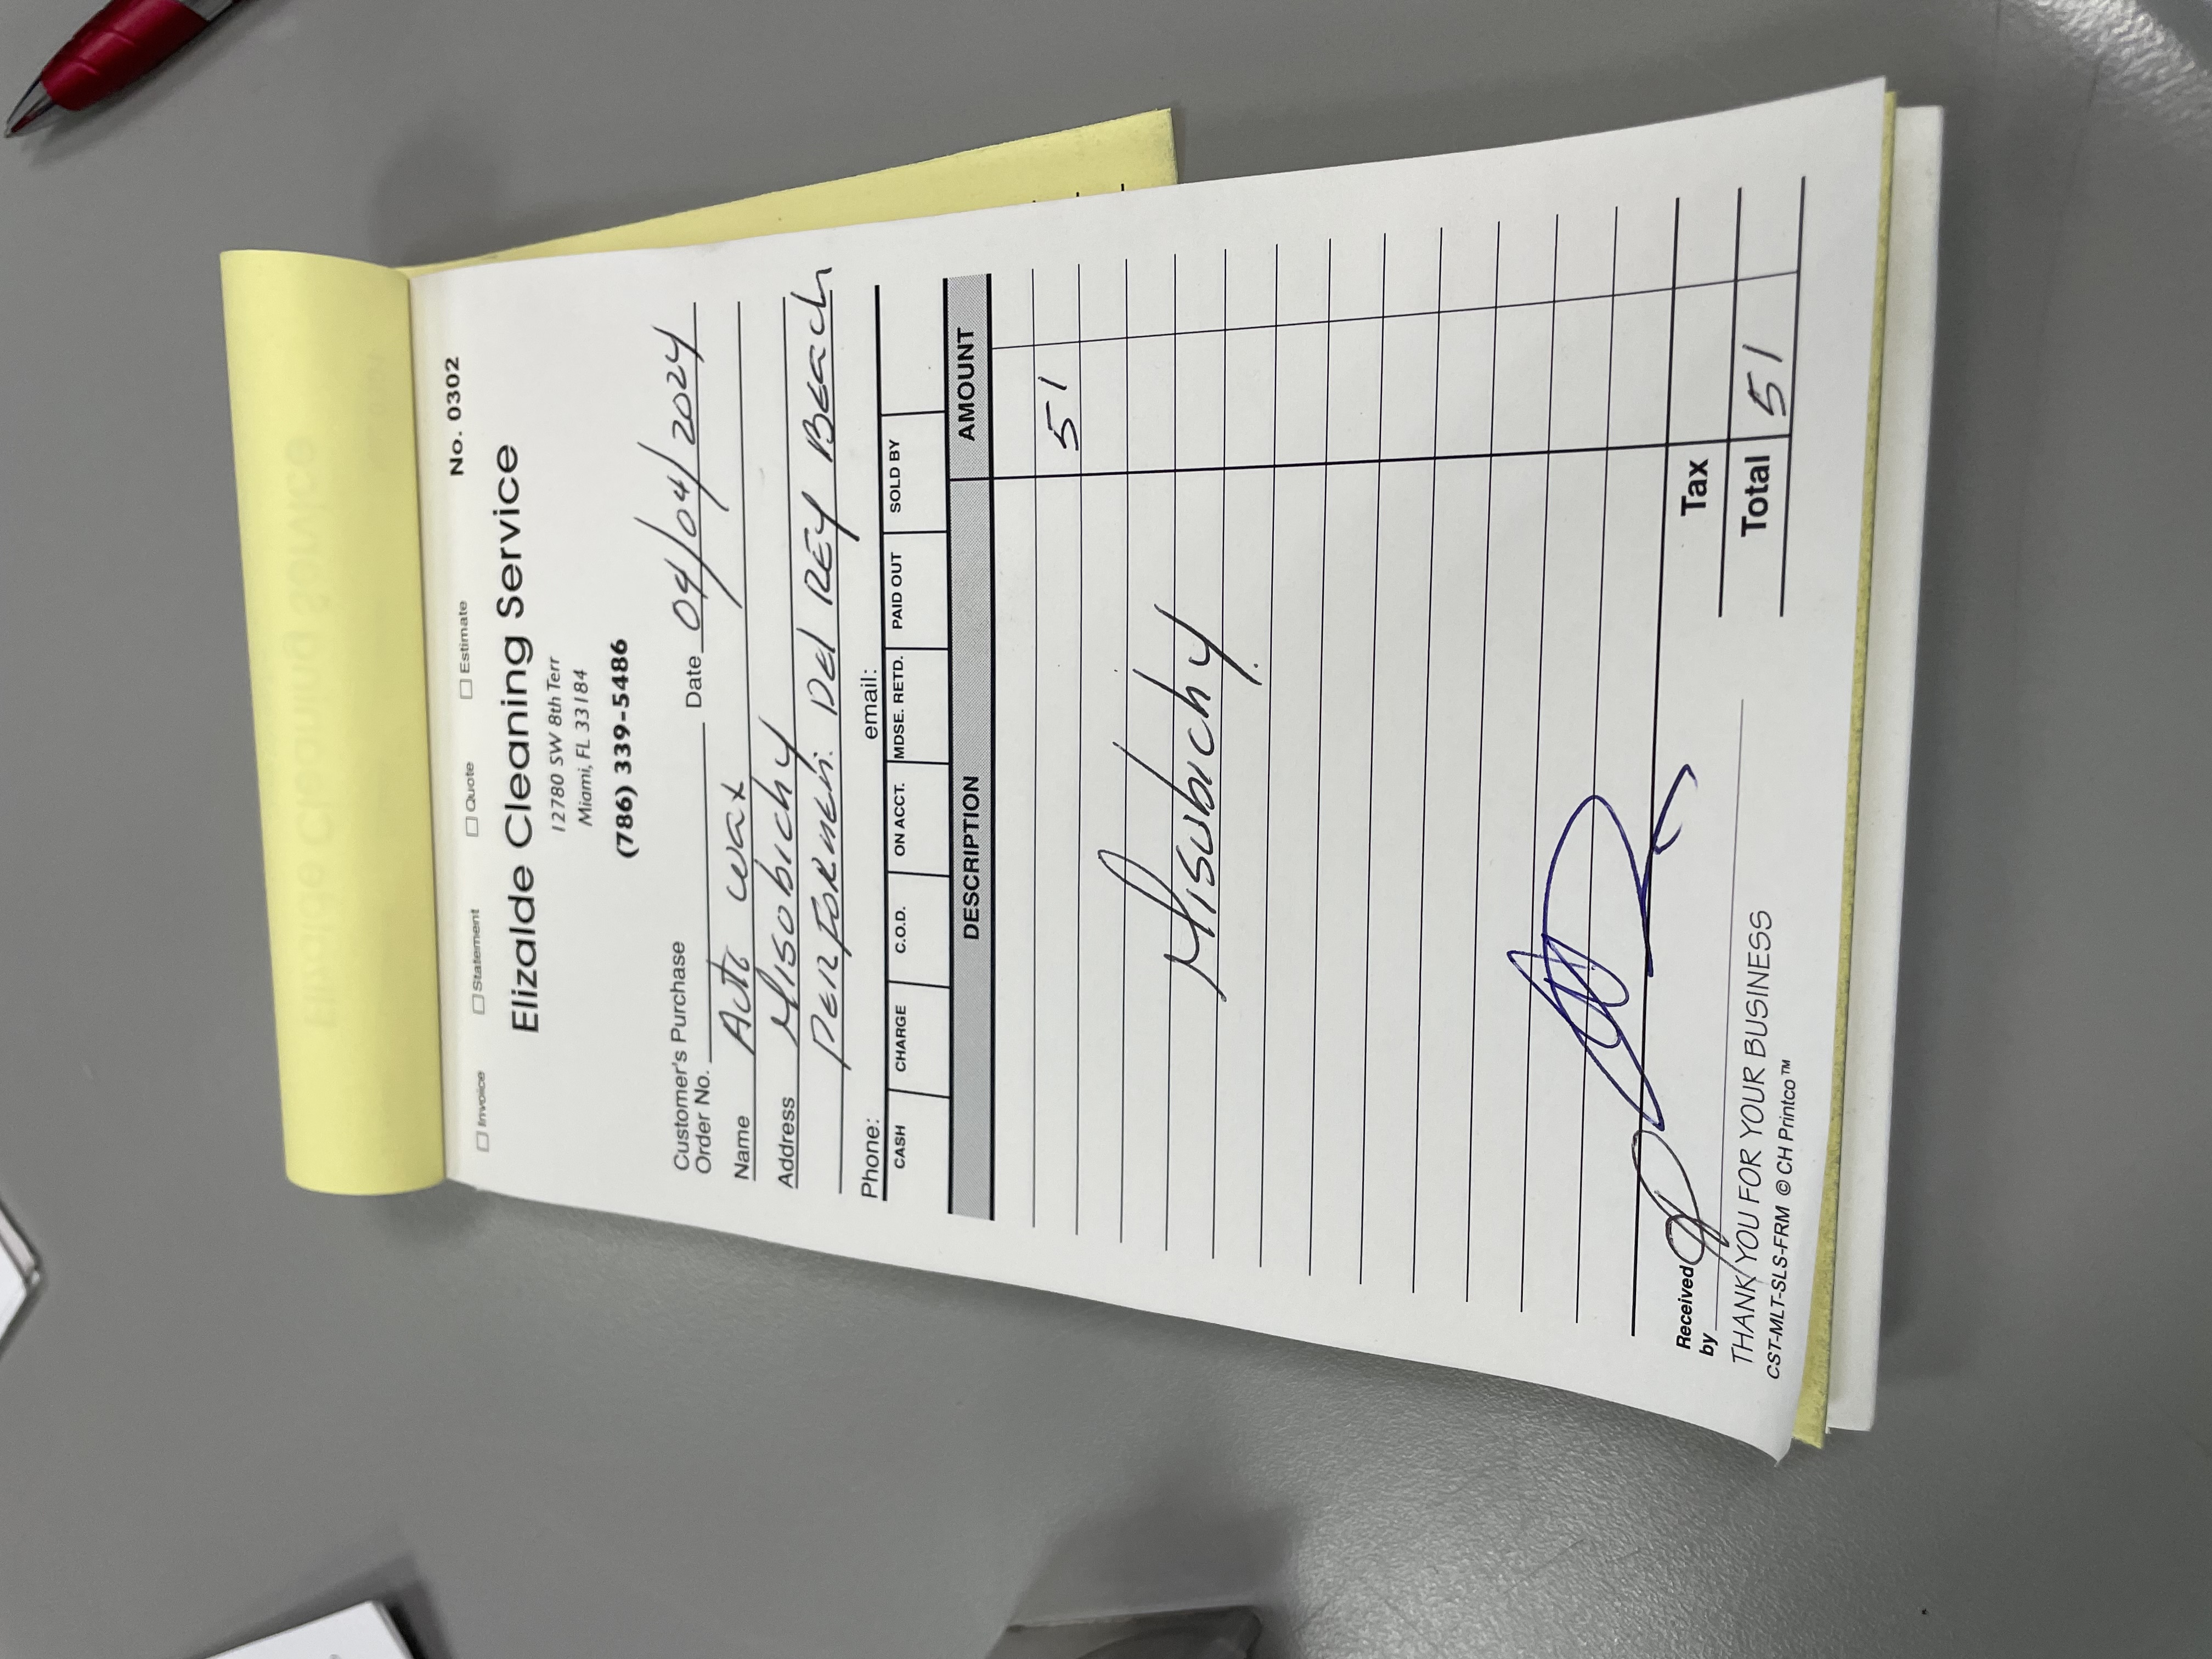 No. 0302
☐ Invoice ☐ Statement ☐ Quote ☐ Estimate
Elizalde Cleaning Service
12780 SW 8th Terr
Miami, FL 33184
(786) 339-5486
Customer's Purchase
Order No. Date 04/04/2024
Name Auto wax
Address Misobichy
Del REY BEach
Phone: email:
CASH CHARGE C.O.D. ON ACCT. MDSE. RETD. PAID OUT SOLD BY
DESCRIPTION AMOUNT
51
Misubichy
Tax
Received by
Total 51
THANK YOU FOR YOUR BUSINESS
CST-MLT-SLS-FRM © CH Printco™